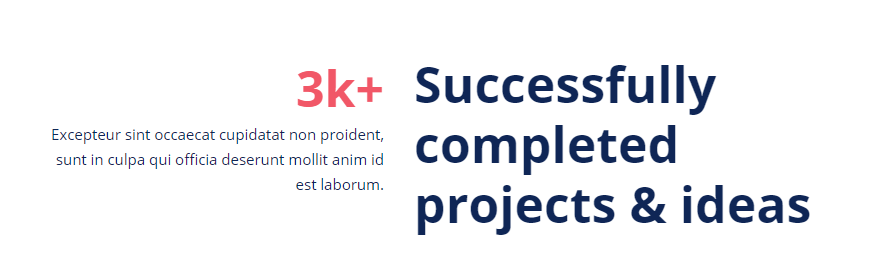 3k+
Excepteur sint occaecat cupidatat non proident,
sunt in culpa qui officia deserunt mollit anim id
est laborum.
Successfully
completed
projects & ideas